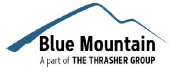 Blue Mountain
A part of THE THRASHER GROUP